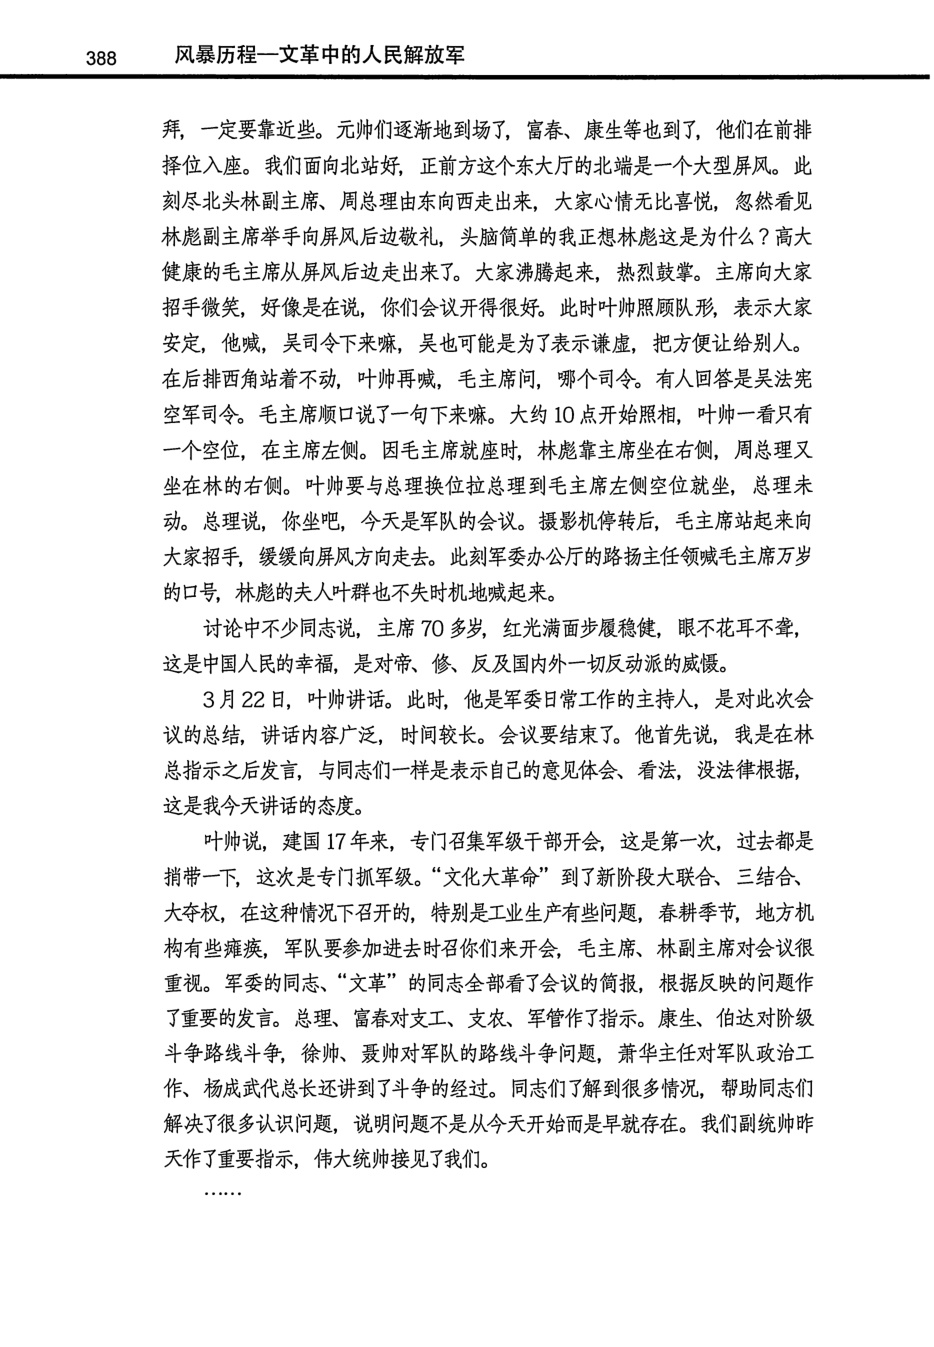 388 风暴历程—文革中的人民解放军
拜，一定要靠近些。元帅们逐渐地到场了，富春、康生等也到了，他们在前排
择位入座。我们面向北站好，正前方这个东大厅的北端是一个大型屏风。此
刻尽北头林副主席、周总理由东向西走出来，大家心情无比喜悦，忽然看见
林彪副主席举手向屏风后边敬礼，头脑简单的我正想林彪这是为什么？高大
健康的毛主席从屏风后边走出来了。大家沸腾起来，热烈鼓掌。主席向大家
招手微笑，好像是在说，你们会议开得很好。此时叶帅照顾队形，表示大家
安定，他喊，吴司令下来嘛，吴也可能是为了表示谦虚，把方便让给别人。
在后排西角站着不动，叶帅再喊，毛主席问，哪个司令。有人回答是吴法宪
空军司令。毛主席顺口说了一句下来嘛。大约10点开始照相，叶帅一看只有
一个空位，在主席左侧。因毛主席就座时，林彪靠主席坐在右侧，周总理又
坐在林的右侧。叶帅要与总理换位拉总理到毛主席左侧空位就坐，总理未
动。总理说，你坐吧，今天是军队的会议。摄影机停转后，毛主席站起来向
大家招手，缓缓向屏风方向走去。此刻军委办公厅的路扬主任领喊毛主席万岁
的口号，林彪的夫人叶群也不失时机地喊起来。
讨论中不少同志说，主席70多岁，红光满面步履稳健，眼不花耳不聋，
这是中国人民的幸福，是对帝、修、反及国内外一切反动派的威慑。
3月22日，叶帅讲话。此时，他是军委日常工作的主持人，是对此次会
议的总结，讲话内容广泛，时间较长。会议要结束了。他首先说，我是在林
总指示之后发言，与同志们一样是表示自己的意见体会、看法，没法律根据，
这是我今天讲话的态度。
叶帅说，建国17年来，专门召集军级干部开会，这是第一次，过去都是
捎带一下，这次是专门抓军级。“文化大革命”到了新阶段大联合、三结合、
大夺权，在这种情况下召开的，特别是工业生产有些问题，春耕季节，地方机
构有些瘫痪，军队要参加进去时召你们来开会，毛主席、林副主席对会议很
重视。军委的同志、“文革”的同志全部看了会议的简报，根据反映的问题作
了重要的发言。总理、富春对支工、支农、军管作了指示。康生、伯达对阶级
斗争路线斗争，徐帅、聂帅对军队的路线斗争问题，萧华主任对军队政治工
作、杨成武代总长还讲到了斗争的经过。同志们了解到很多情况，帮助同志们
解决了很多认识问题，说明问题不是从今天开始而是早就存在。我们副统帅昨
天作了重要指示，伟大统帅接见了我们。
……